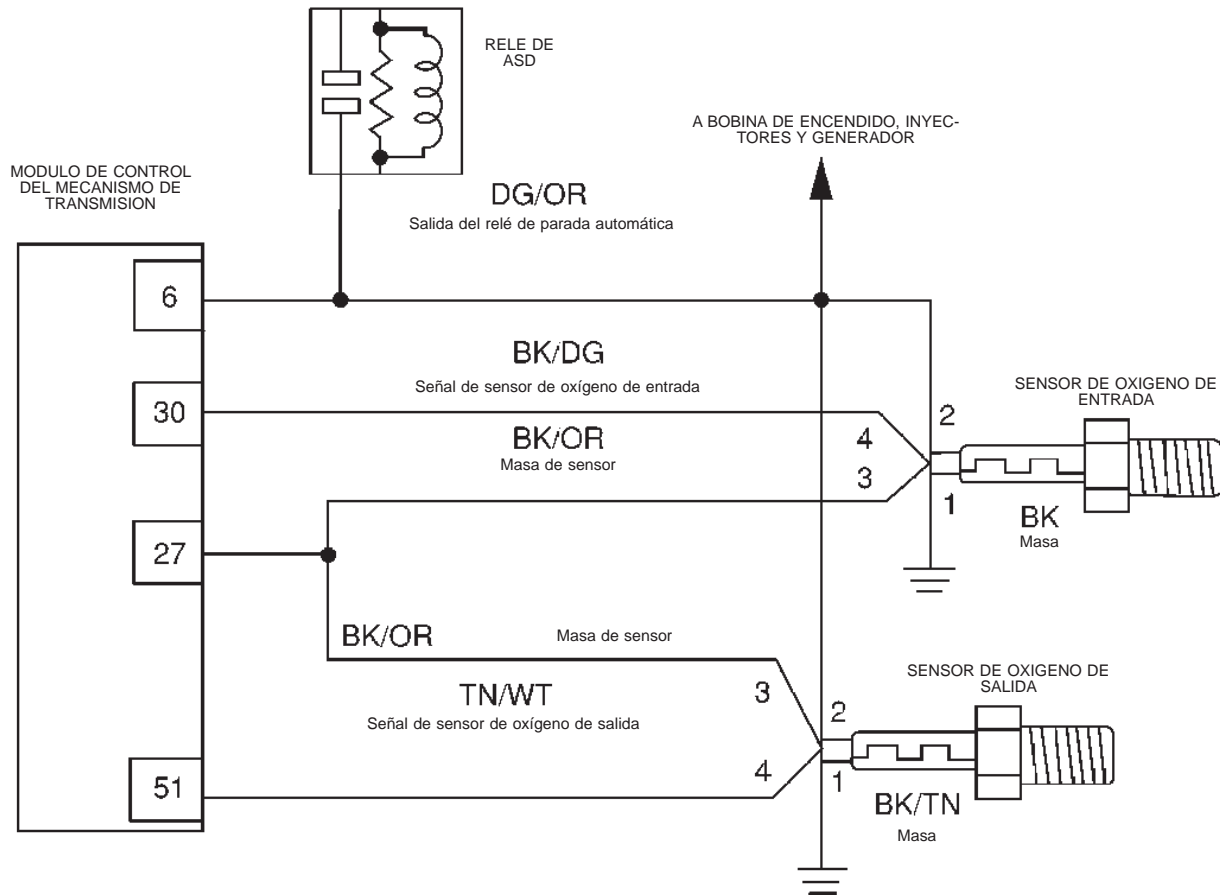 RELE DE
ASD
A BOBINA DE ENCENDIDO, INYEC-
TORES Y GENERADOR
MODULO DE CONTROL
DEL MECANISMO DE
TRANSMISION
DG/OR
Salida del relé de parada automática
6
BK/DG
Señal de sensor de oxígeno de entrada
SENSOR DE OXIGENO DE
ENTRADA
30
2
4
BK/OR
Masa de sensor
3
1
BK
Masa
27
BK/OR
Masa de sensor
SENSOR DE OXIGENO DE
SALIDA
TN/WT
3
Señal de sensor de oxígeno de salida
2
4
1
51
BK/TN
Masa